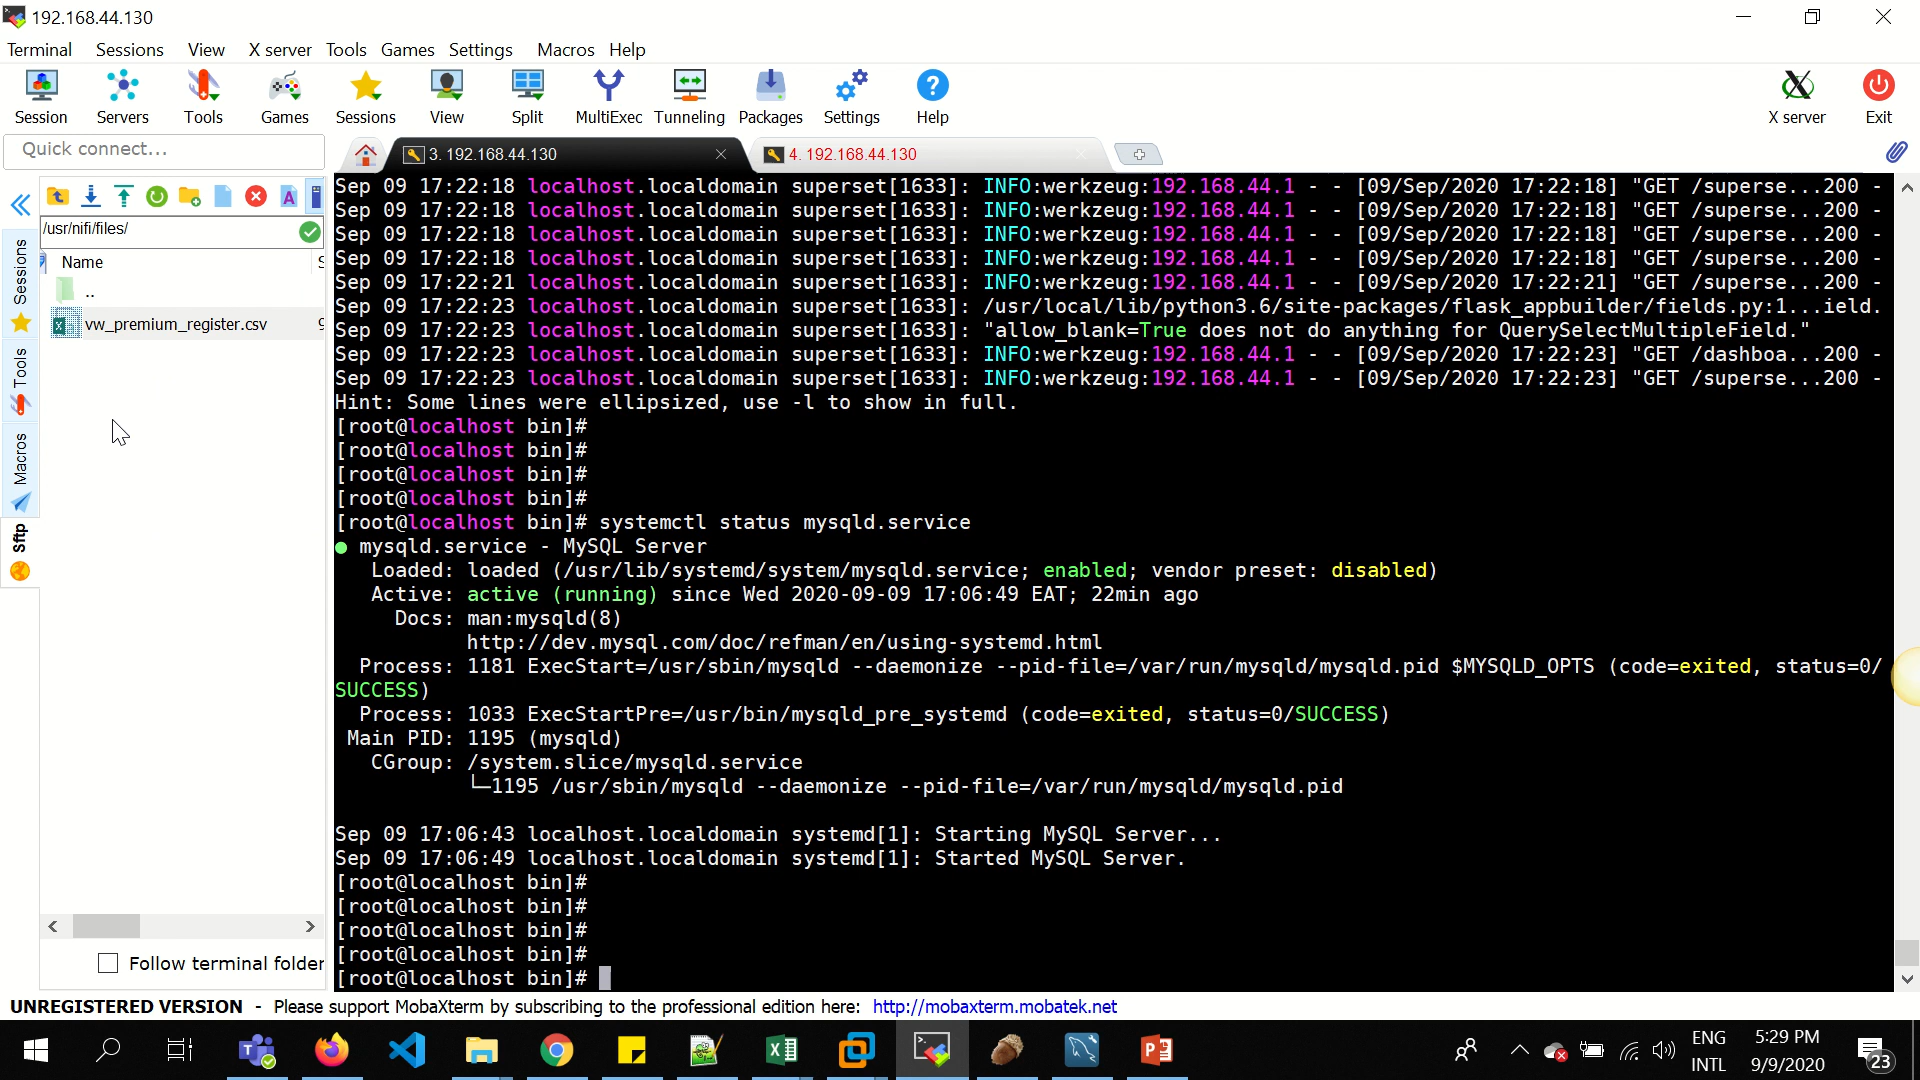 192.168.44.130
Terminal Sessions View X server Tools Games Settings Macros Help
Session Servers Tools Games Sessions View Split MultiExec Tunneling Packages Settings Help X server Exit
Quick connect...
3. 192.168.44.130
4. 192.168.44.130
/usr/nifi/files/
Name
..
vw_premium_register.csv
Sessions
Tools
Macros
Sftp
Follow terminal folder
Sep 09 17:22:18 localhost.localdomain superset[1633]: INFO:werkzeug:192.168.44.1 - - [09/Sep/2020 17:22:18] "GET /superse...200 -
Sep 09 17:22:18 localhost.localdomain superset[1633]: INFO:werkzeug:192.168.44.1 - - [09/Sep/2020 17:22:18] "GET /superse...200 -
Sep 09 17:22:18 localhost.localdomain superset[1633]: INFO:werkzeug:192.168.44.1 - - [09/Sep/2020 17:22:18] "GET /superse...200 -
Sep 09 17:22:18 localhost.localdomain superset[1633]: INFO:werkzeug:192.168.44.1 - - [09/Sep/2020 17:22:18] "GET /superse...200 -
Sep 09 17:22:21 localhost.localdomain superset[1633]: INFO:werkzeug:192.168.44.1 - - [09/Sep/2020 17:22:21] "GET /superse...200 -
Sep 09 17:22:23 localhost.localdomain superset[1633]: /usr/local/lib/python3.6/site-packages/flask_appbuilder/fields.py:1...ield.
Sep 09 17:22:23 localhost.localdomain superset[1633]: "allow_blank=True does not do anything for QuerySelectMultipleField."
Sep 09 17:22:23 localhost.localdomain superset[1633]: INFO:werkzeug:192.168.44.1 - - [09/Sep/2020 17:22:23] "GET /dashboa...200 -
Sep 09 17:22:23 localhost.localdomain superset[1633]: INFO:werkzeug:192.168.44.1 - - [09/Sep/2020 17:22:23] "GET /superse...200 -
Hint: Some lines were ellipsized, use -l to show in full.
[root@localhost bin]#
[root@localhost bin]#
[root@localhost bin]#
[root@localhost bin]#
[root@localhost bin]# systemctl status mysqld.service
● mysqld.service - MySQL Server
Loaded: loaded (/usr/lib/systemd/system/mysqld.service; enabled; vendor preset: disabled)
Active: active (running) since Wed 2020-09-09 17:06:49 EAT; 22min ago
Docs: man:mysqld(8)
http://dev.mysql.com/doc/refman/en/using-systemd.html
Process: 1181 ExecStart=/usr/sbin/mysqld --daemonize --pid-file=/var/run/mysqld/mysqld.pid $MYSQLD_OPTS (code=exited, status=0/
SUCCESS)
Process: 1033 ExecStartPre=/usr/bin/mysqld_pre_systemd (code=exited, status=0/SUCCESS)
Main PID: 1195 (mysqld)
CGroup: /system.slice/mysqld.service
└─1195 /usr/sbin/mysqld --daemonize --pid-file=/var/run/mysqld/mysqld.pid
Sep 09 17:06:43 localhost.localdomain systemd[1]: Starting MySQL Server...
Sep 09 17:06:49 localhost.localdomain systemd[1]: Started MySQL Server.
[root@localhost bin]#
[root@localhost bin]#
[root@localhost bin]#
[root@localhost bin]#
[root@localhost bin]#
UNREGISTERED VERSION - Please support MobaXterm by subscribing to the professional edition here: http://mobaxterm.mobatek.net
ENG
INTL
5:29 PM
9/9/2020
23